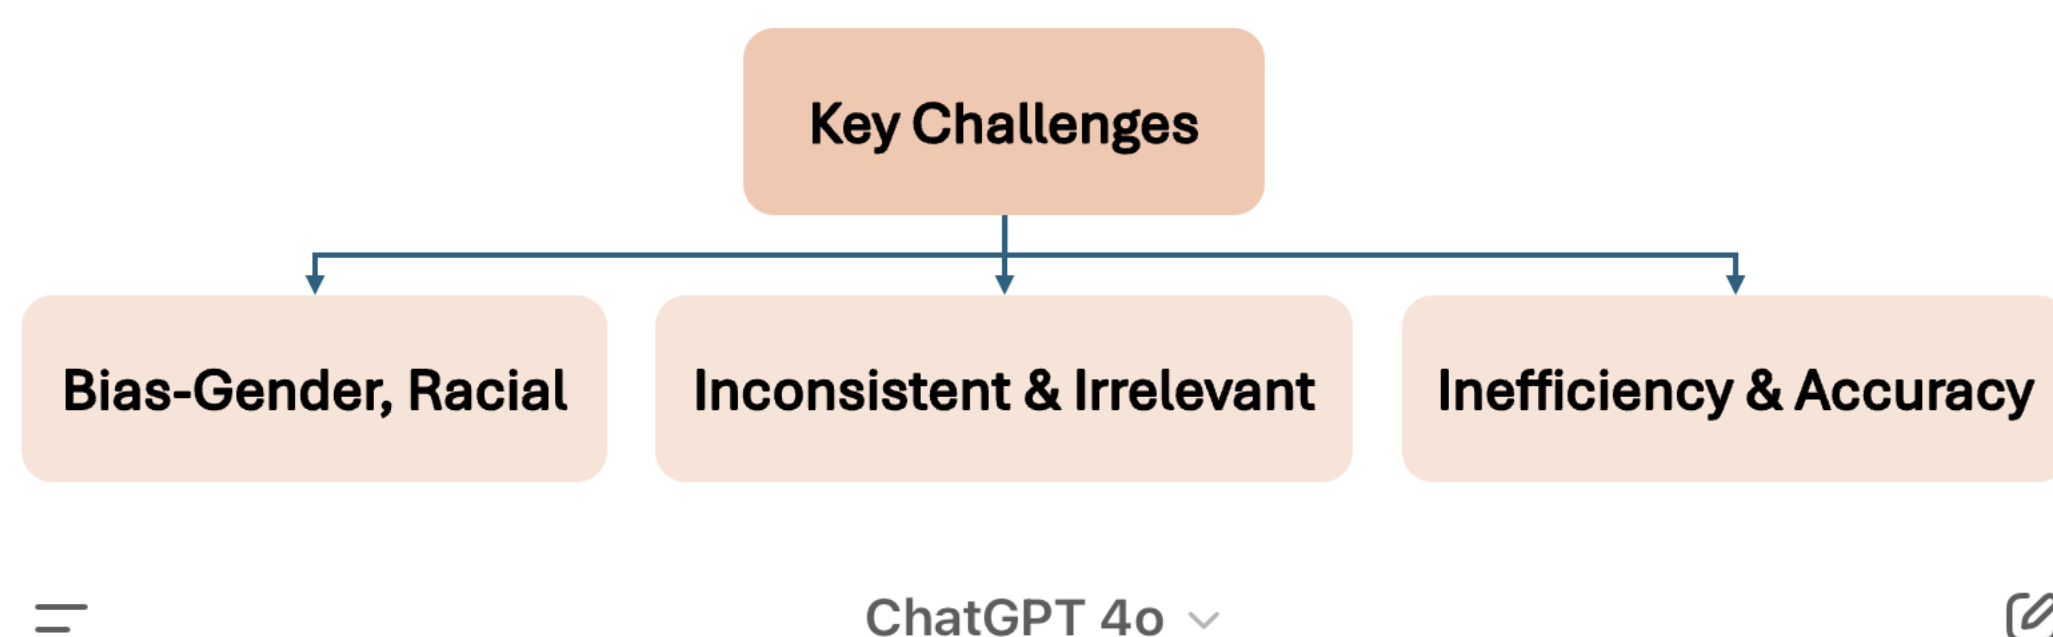 Key Challenges
Bias-Gender, Racial
Inconsistent & Irrelevant
Inefficiency & Accuracy
ChatGPT 4o